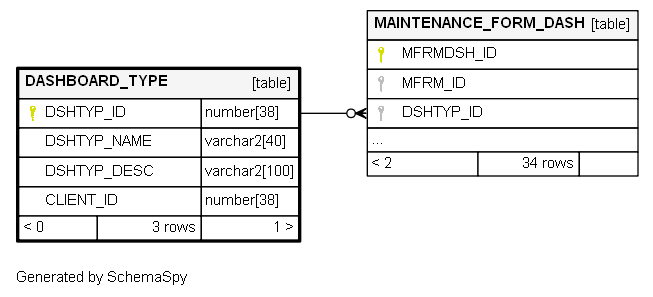 MAINTENANCE_FORM_DASH [table]
MFRMDSH_ID
MFRM_ID
DSHTYP_ID
...
< 2 34 rows
DASHBOARD_TYPE [table]
DSHTYP_ID number[38]
DSHTYP_NAME varchar2[40]
DSHTYP_DESC varchar2[100]
CLIENT_ID number[38]
< 0 3 rows 1 >
Generated by SchemaSpy